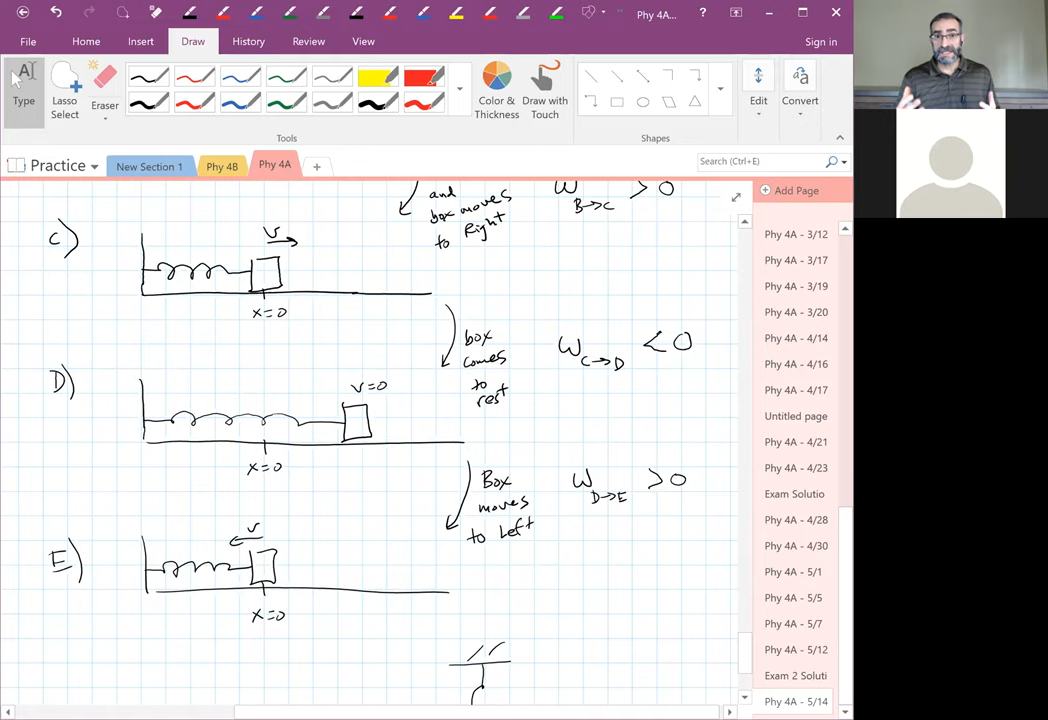 Phy 4A...
?
File
Home
Insert
Draw
History
Review
View
Sign in
Type
Lasso
Select
Eraser
Color &
Thickness
Draw with
Touch
Edit
Convert
Tools
Shapes
Practice
New Section 1
Phy 4B
Phy 4A
+
Search (Ctrl+E)
Add Page
Phy 4A - 3/12
Phy 4A - 3/17
Phy 4A - 3/19
Phy 4A - 3/20
Phy 4A - 4/14
Phy 4A - 4/16
Phy 4A - 4/17
Untitled page
Phy 4A - 4/21
Phy 4A - 4/23
Exam Solutio
Phy 4A - 4/28
Phy 4A - 4/30
Phy 4A - 5/1
Phy 4A - 5/5
Phy 4A - 5/7
Phy 4A - 5/12
Exam 2 Soluti
Phy 4A - 5/14
and
box moves
to Right
W B→C > 0
C)
v
x=0
box
comes
to
rest
W C→D < 0
D)
v=0
x=0
Box
moves
to Left
W D→E > 0
E)
v
x=0